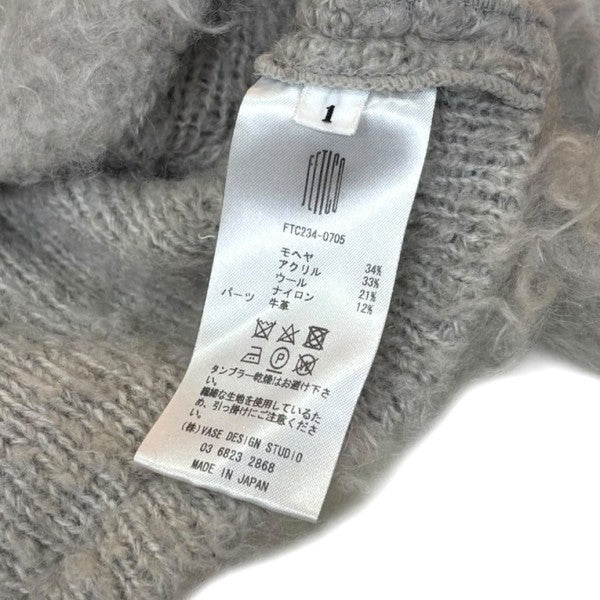 1
FETICO
FTC234-0705
モヘヤ 34%
アクリル 33%
ウール 21%
ナイロン 12%
パーツ 牛革
タンブラー乾燥はお避け下さ
い。
繊細な生地を使用しているた
め、引っ掛けにご注意くださ
い。
(株)VASE DESIGN STUDIO
03 6823 2868
MADE IN JAPAN